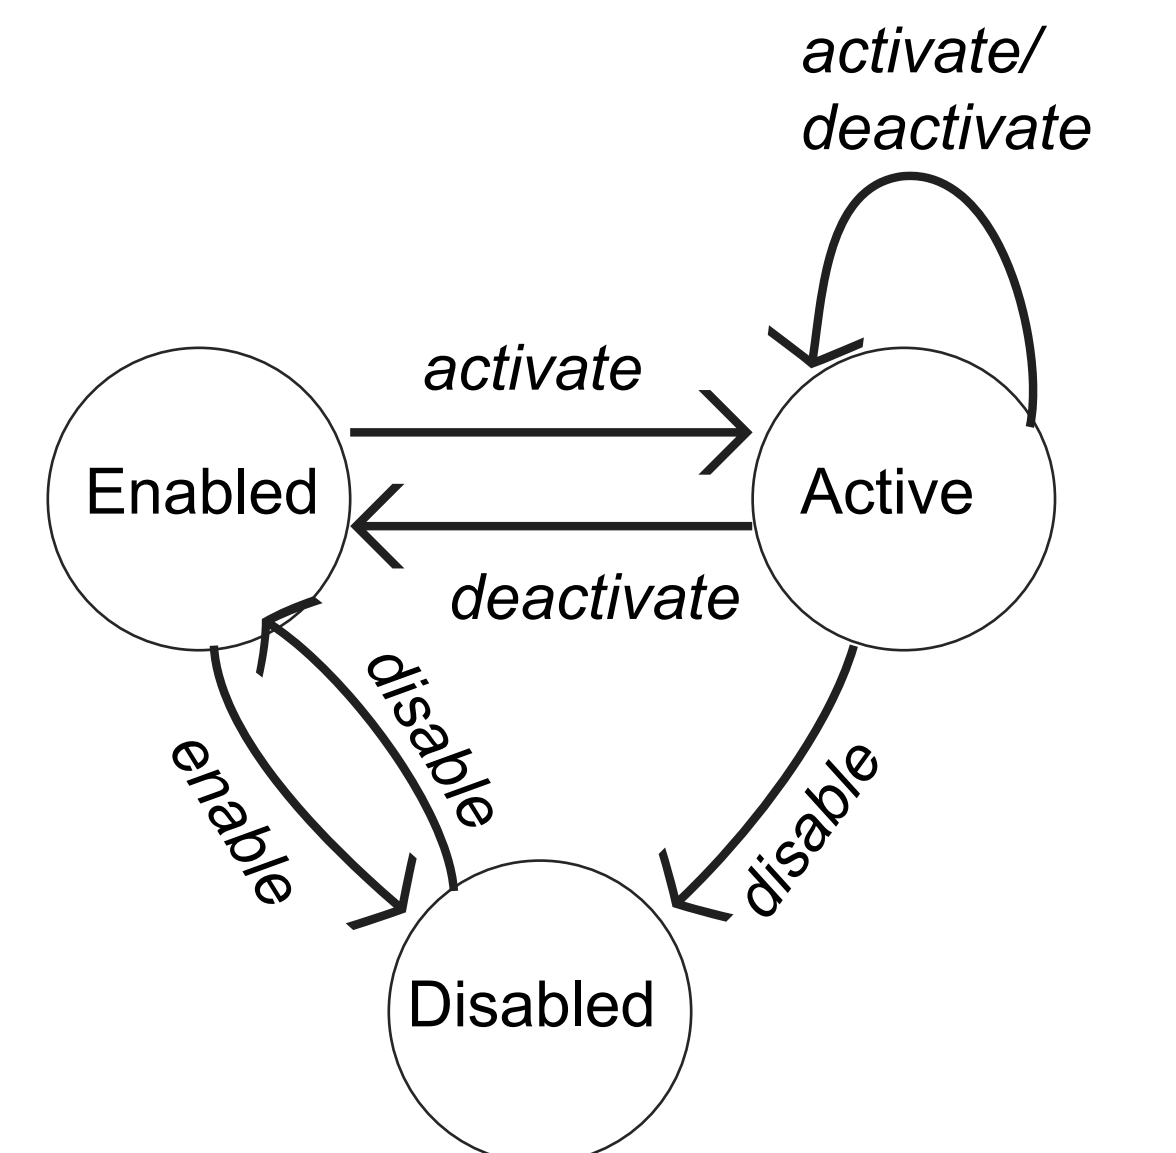 activate/
deactivate
activate
Enabled
Active
deactivate
disable
enable
disable
Disabled